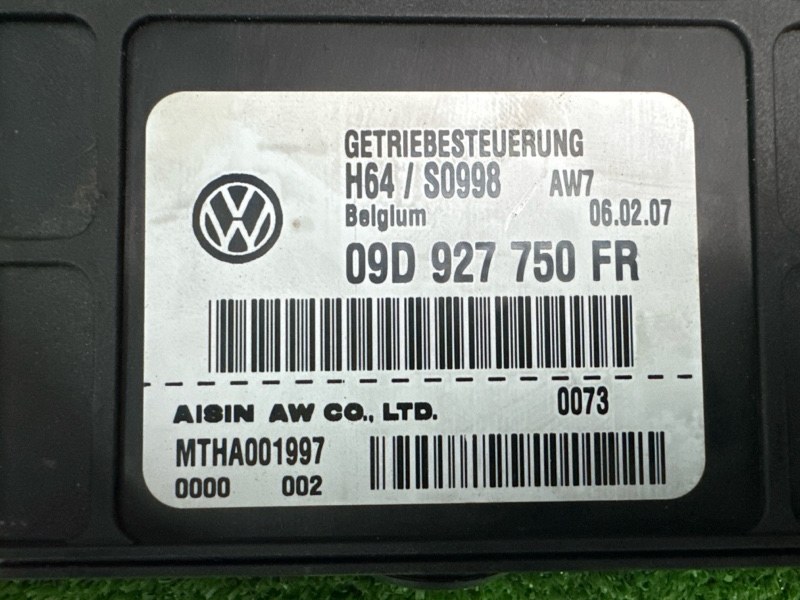 GETRIEBESTEUERUNG
H64 / S0998 AW7
Belgium 06.02.07
09D 927 750 FR
AISIN AW CO., LTD. 0073
MTHA001997
0000 002